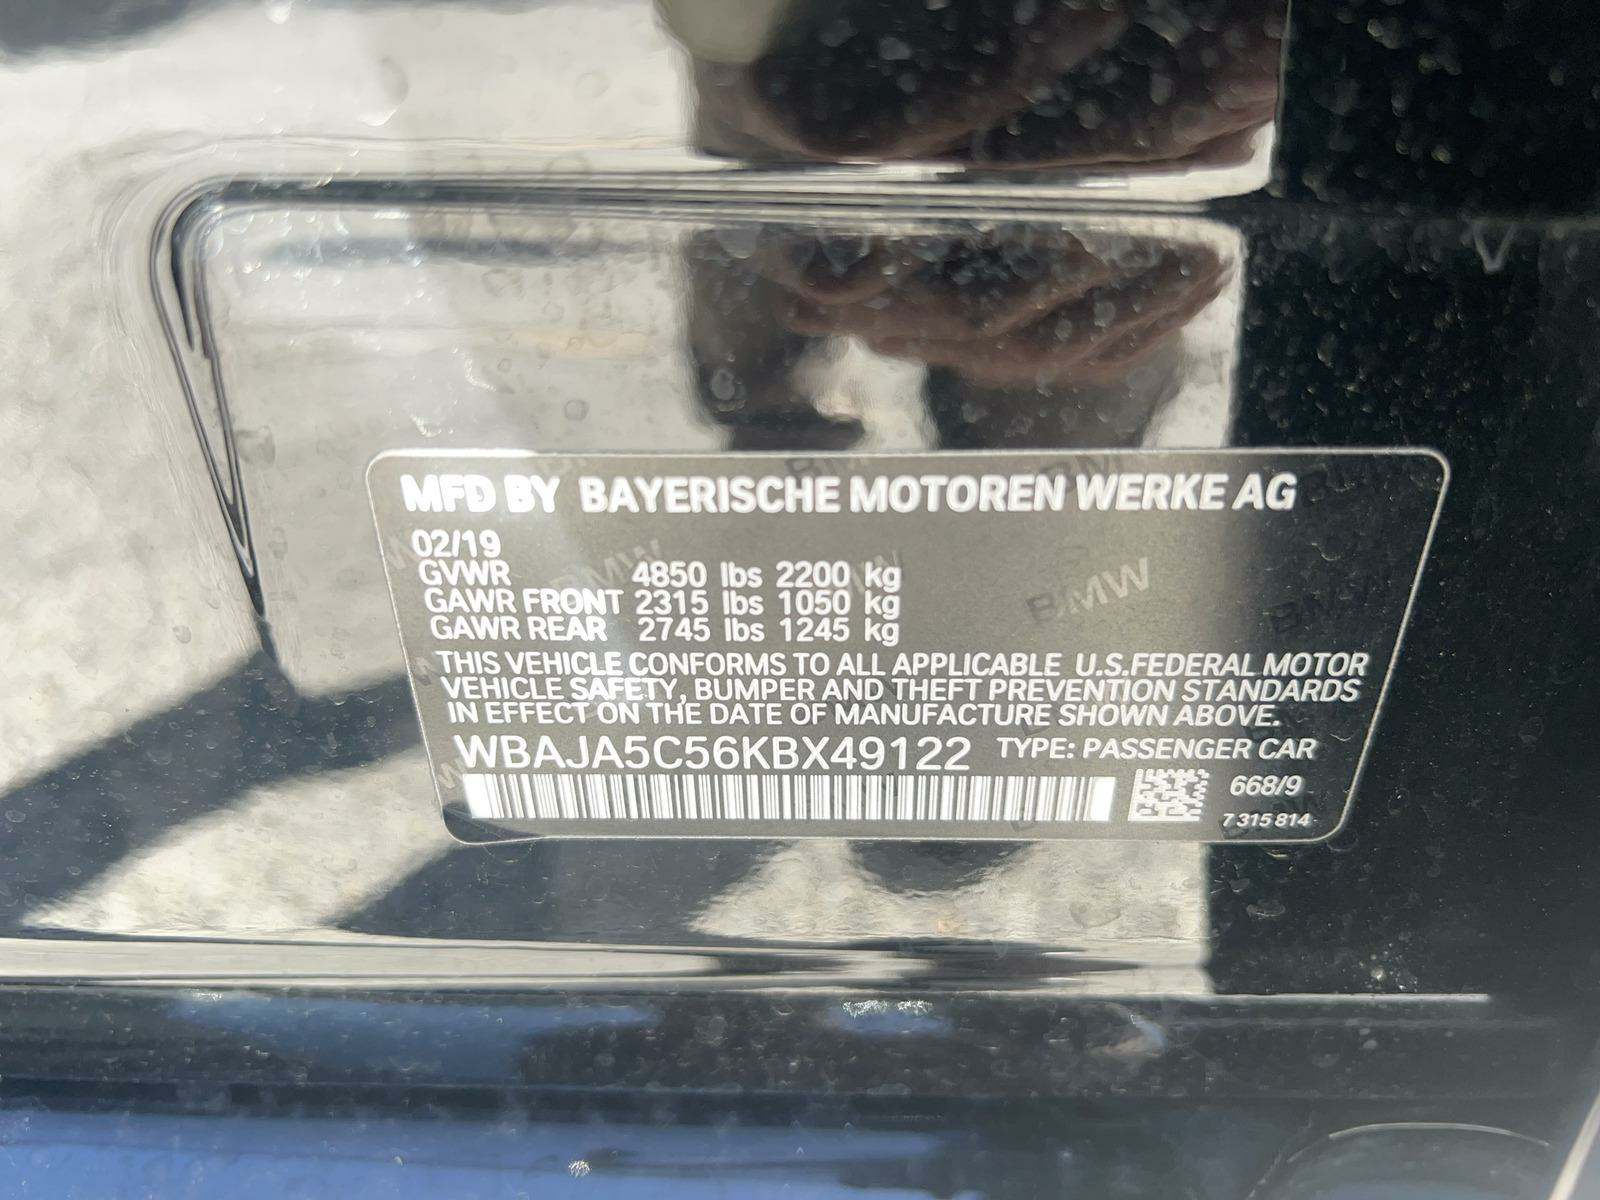 MFD BY BAYERISCHE MOTOREN WERKE AG
02/19
GVWR 4850 lbs 2200 kg
GAWR FRONT 2315 lbs 1050 kg
GAWR REAR 2745 lbs 1245 kg
THIS VEHICLE CONFORMS TO ALL APPLICABLE U.S.FEDERAL MOTOR
VEHICLE SAFETY, BUMPER AND THEFT PREVENTION STANDARDS
IN EFFECT ON THE DATE OF MANUFACTURE SHOWN ABOVE.
WBAJA5C56KBX49122 TYPE: PASSENGER CAR
668/9
7 315 814
BMW